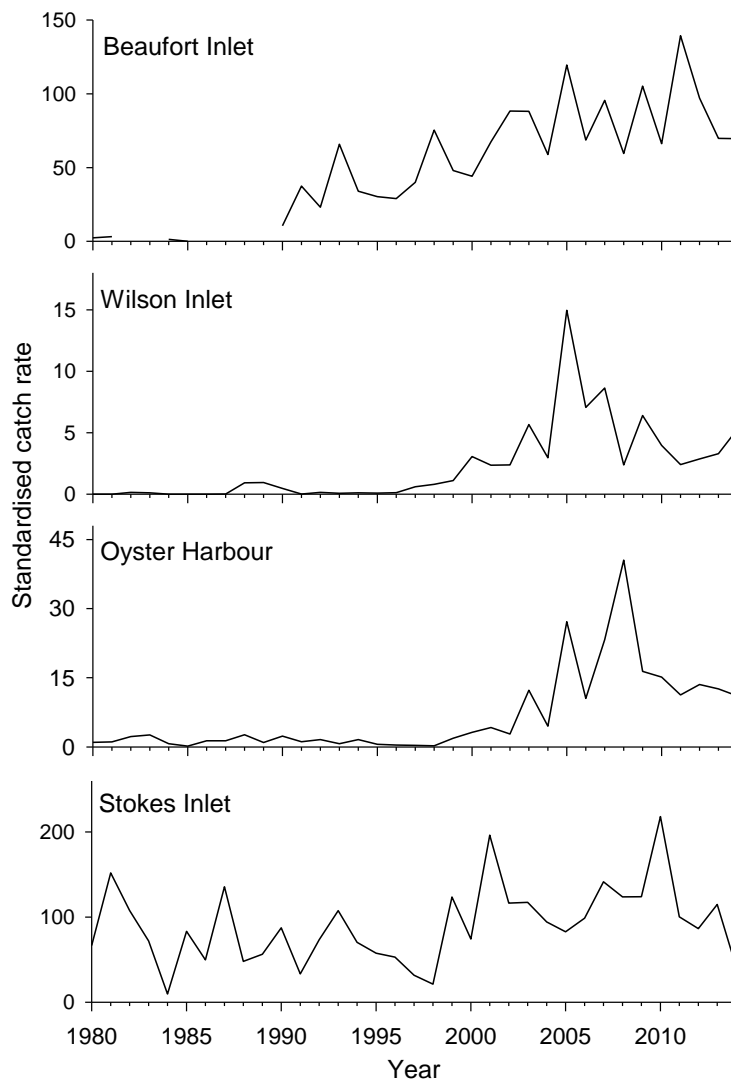 Beaufort Inlet
150
100
50
0
Wilson Inlet
15
10
5
0
Standardised catch rate
Oyster Harbour
45
30
15
0
Stokes Inlet
200
100
0
1980 1985 1990 1995 2000 2005 2010
Year